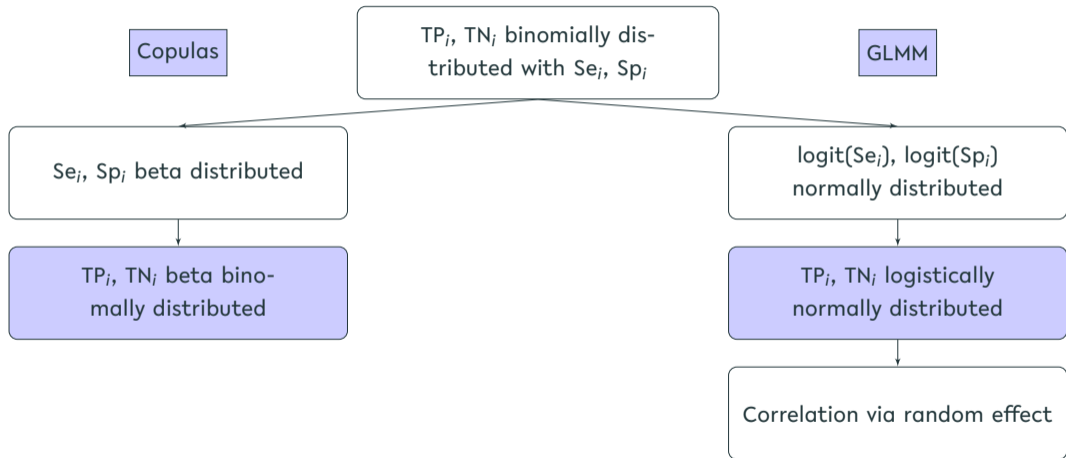 Copulas
TPᵢ, TNᵢ binomially dis-
tributed with Seᵢ, Spᵢ
GLMM
Seᵢ, Spᵢ beta distributed
logit(Seᵢ), logit(Spᵢ)
normally distributed
TPᵢ, TNᵢ beta bino-
mally distributed
TPᵢ, TNᵢ logistically
normally distributed
Correlation via random effect